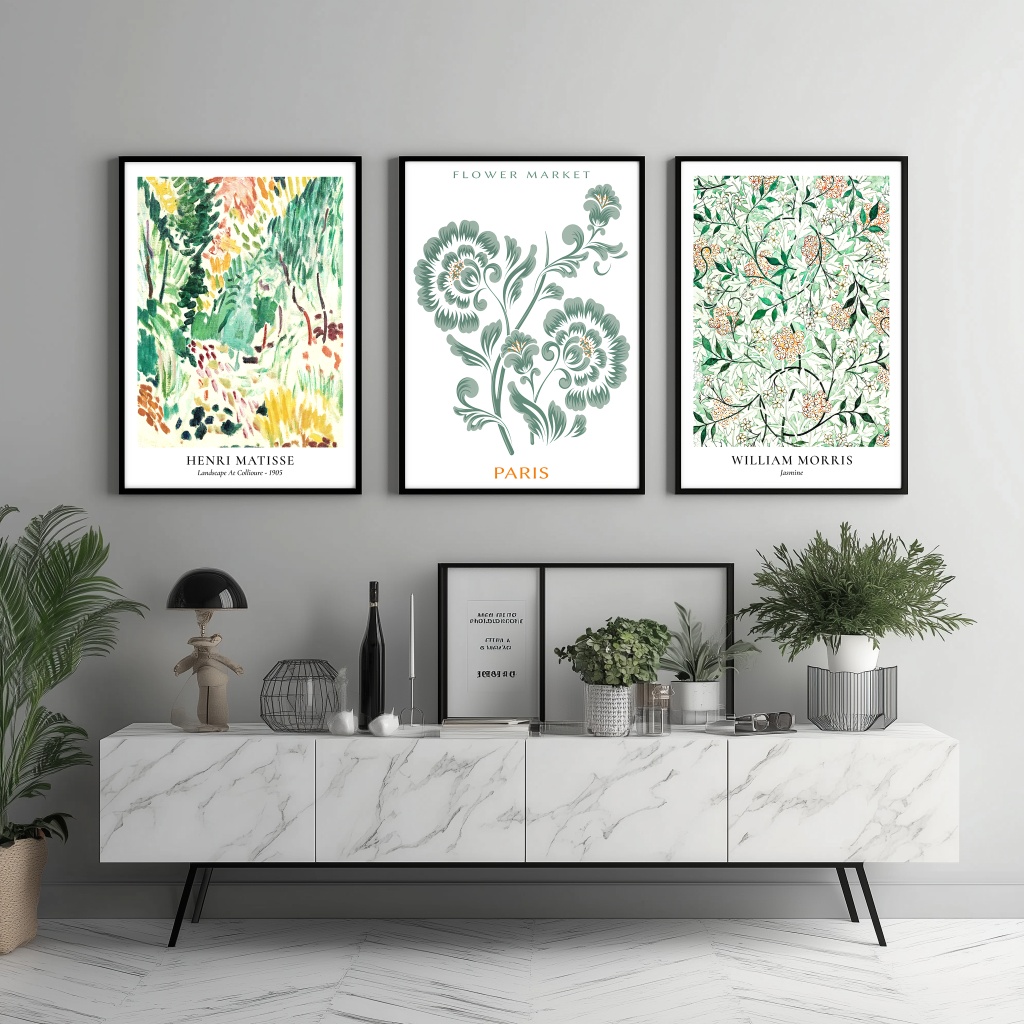 HENRI MATISSE
Landscape At Collioure - 1905
FLOWER MARKET
PARIS
WILLIAM MORRIS
Jasmine